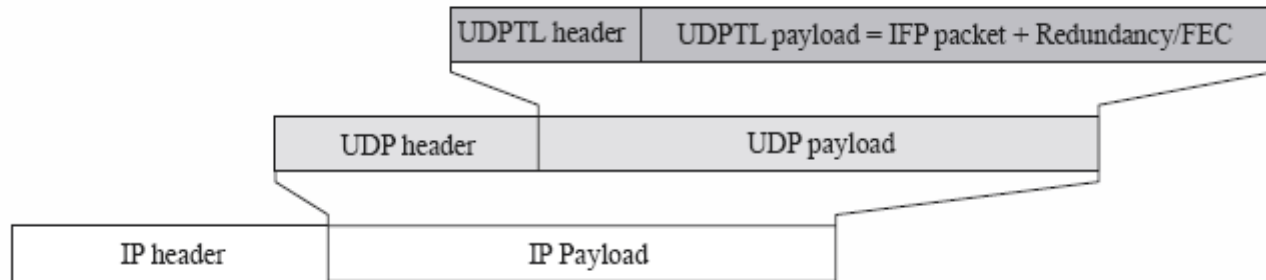 UDPTL header UDPTL payload = IFP packet + Redundancy/FEC
UDP header UDP payload
IP header IP Payload